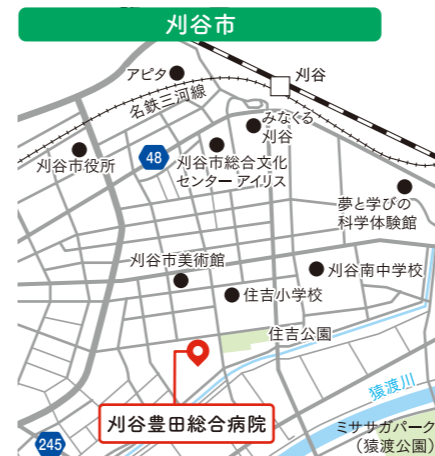 刈谷市
アピタ
刈谷
名鉄三河線
みなくる
刈谷
刈谷市役所
48
刈谷市総合文化
センター アイリス
夢と学びの
科学体験館
刈谷市美術館
刈谷南中学校
住吉小学校
住吉公園
猿渡川
刈谷豊田総合病院
ミササガパーク
（猿渡公園）
245